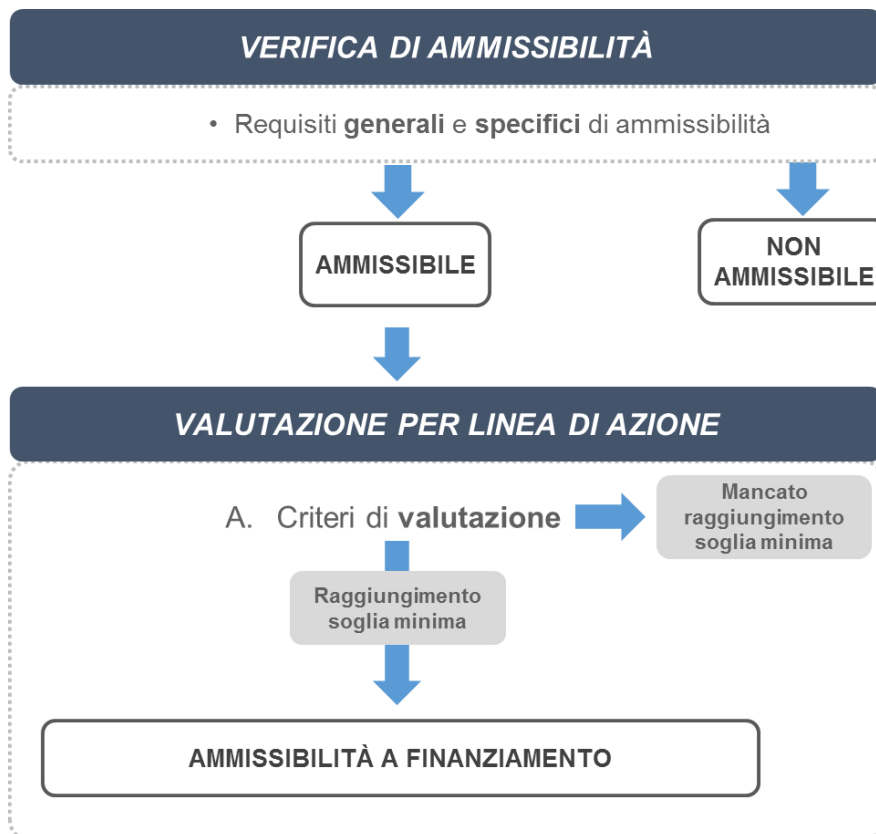 VERIFICA DI AMMISSIBILITÀ
• Requisiti generali e specifici di ammissibilità
AMMISSIBILE
NON
AMMISSIBILE
VALUTAZIONE PER LINEA DI AZIONE
A. Criteri di valutazione
Mancato
raggiungimento
soglia minima
Raggiungimento
soglia minima
AMMISSIBILITÀ A FINANZIAMENTO